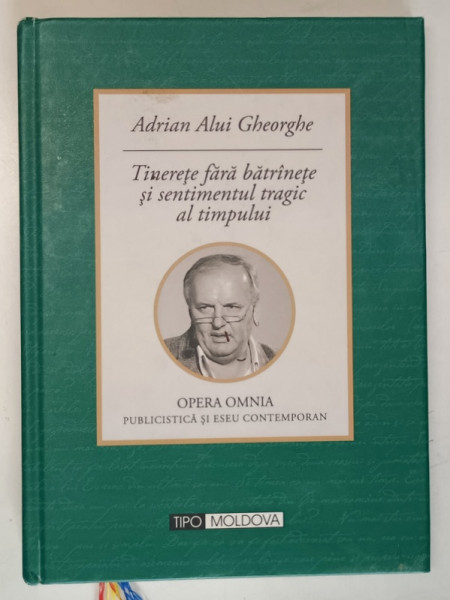 Adrian Alui Gheorghe
Tinerețe fără bătrînețe
și sentimentul tragic
al timpului
OPERA OMNIA
PUBLICISTICĂ ȘI ESEU CONTEMPORAN
TIPO MOLDOVA